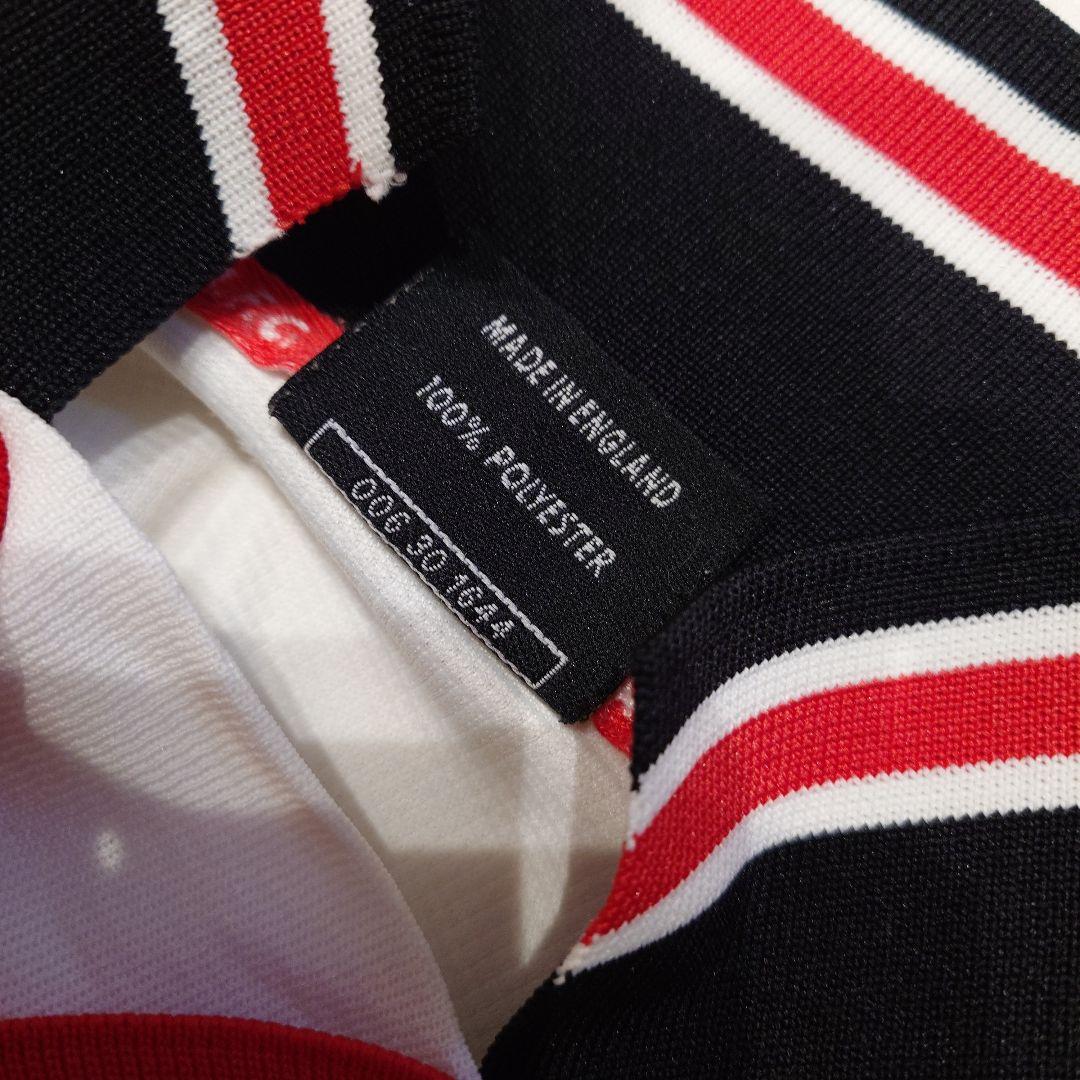 MADE IN ENGLAND
100% POLYESTER
006 30 1644